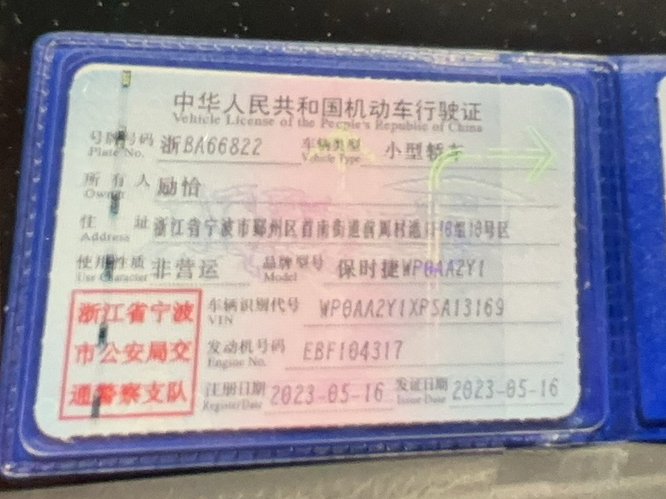 中华人民共和国机动车行驶证
Vehicle License of the People's Republic of China
号牌号码 浙BA66822 车辆类型 小型轿车
Plate No. Vehicle Type
所有人 励怡
Owner
住址 浙江省宁波市鄞州区首南街道 周村 10号区
Address
使用性质 非营运 品牌型号 保时捷WP0AA2Y1
Use Character Model
浙江省宁波市公安局交通警察支队
车辆识别代号 WP0AA2Y1XPSA13169
VIN
发动机号码 EBF104317
Engine No.
注册日期 2023-05-16 发证日期 2023-05-16
Register Date Issue Date